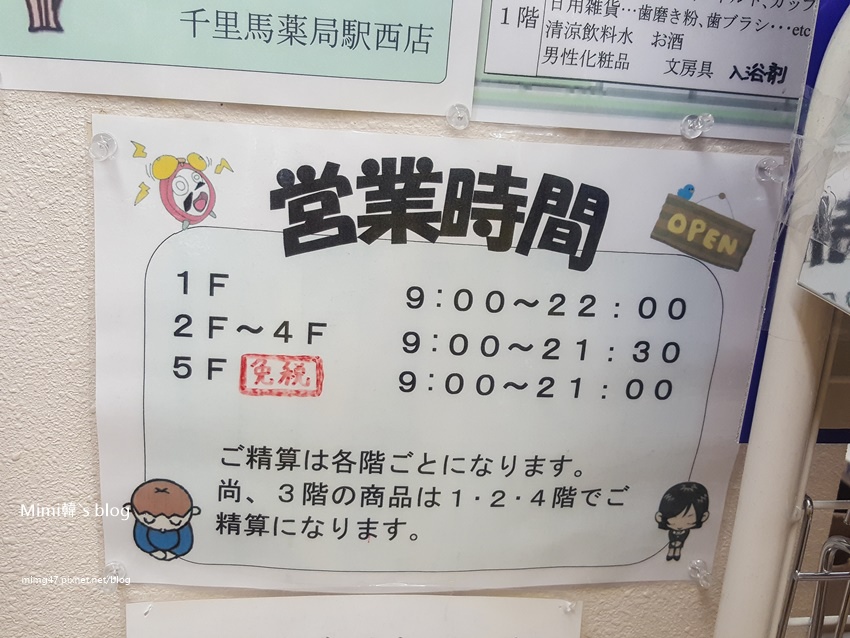 千里馬薬局駅西店
1階
日用雑貨…歯磨き粉、歯ブラシ・・・etc
清涼飲料水 お酒
男性化粧品 文房具 入浴剤
営業時間
OPEN
1F 9:00～22:00
2F～4F 9:00～21:30
5F 免税 9:00～21:00
ご精算は各階ごとになります。
尚、3階の商品は1・2・4階でご
精算になります。
Mimi韓's blog
mimg47.pixnet.net/blog